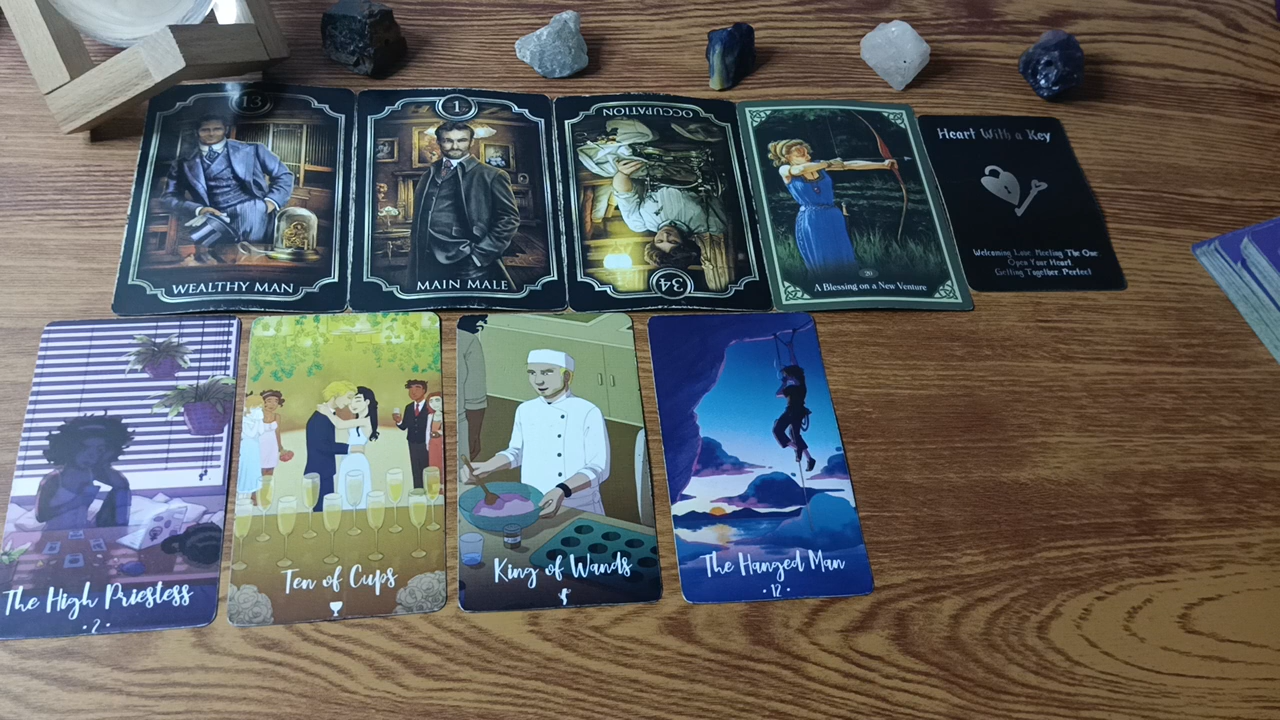 13
WEALTHY MAN
1
MAIN MALE
OCCUPATION
34
20
A Blessing on a New Venture
Heart With a Key
Welcoming Love. Meeting The One
Open Your Heart.
Getting Together. Perfect
The High Priestess
• 2 •
Ten of Cups
King of Wands
The Hanged Man
• 12 •